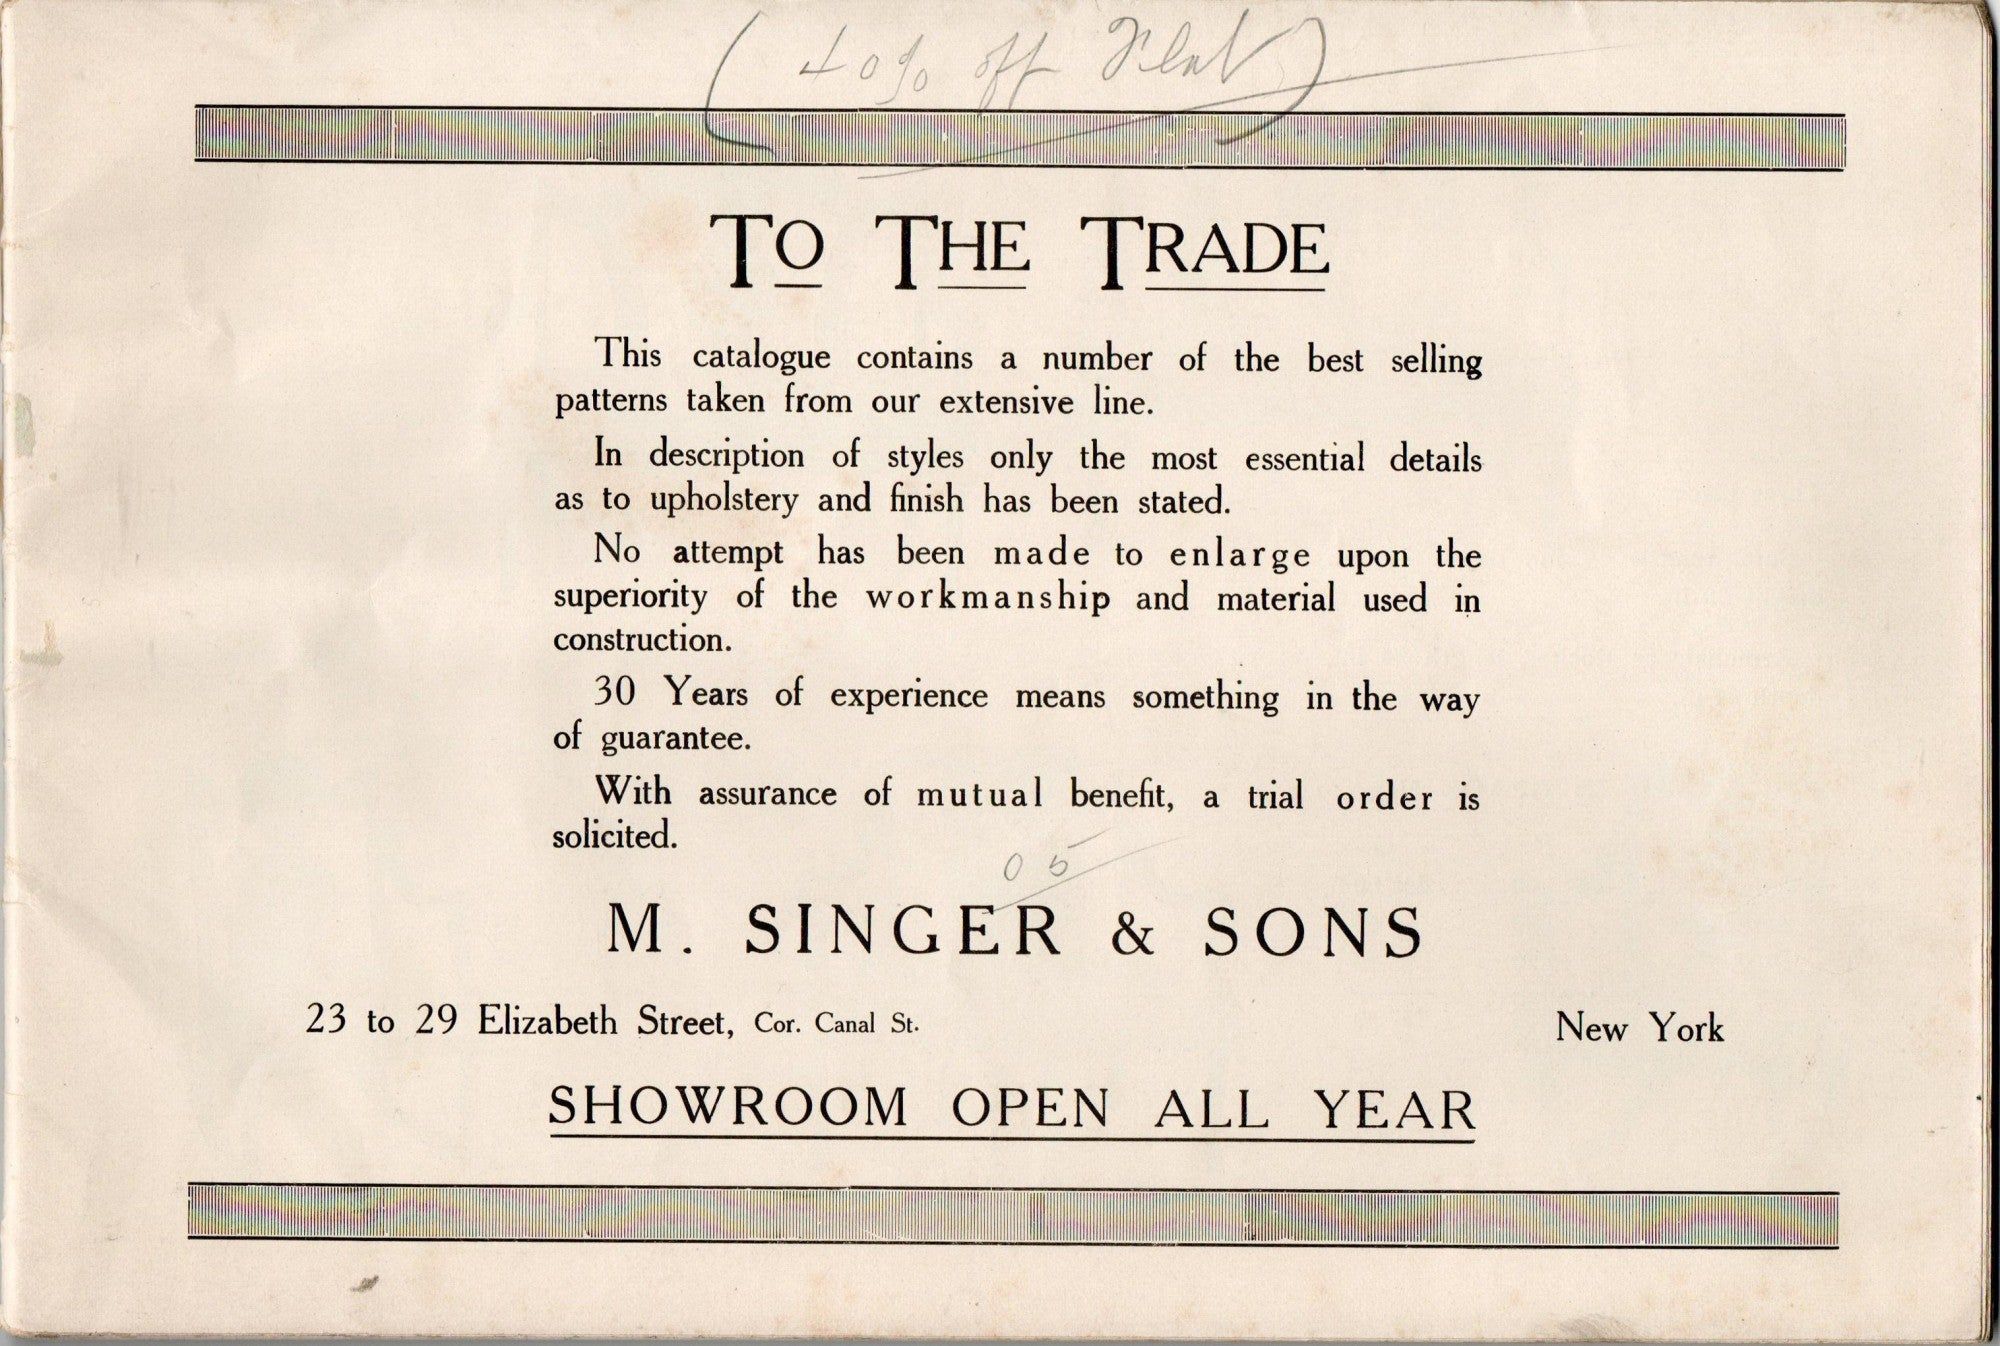 (40% off Flat)
TO THE TRADE
This catalogue contains a number of the best selling
patterns taken from our extensive line.
In description of styles only the most essential details
as to upholstery and finish has been stated.
No attempt has been made to enlarge upon the
superiority of the workmanship and material used in
construction.
30 Years of experience means something in the way
of guarantee.
With assurance of mutual benefit, a trial order is
solicited.
05
M. SINGER & SONS
23 to 29 Elizabeth Street, Cor. Canal St. New York
SHOWROOM OPEN ALL YEAR